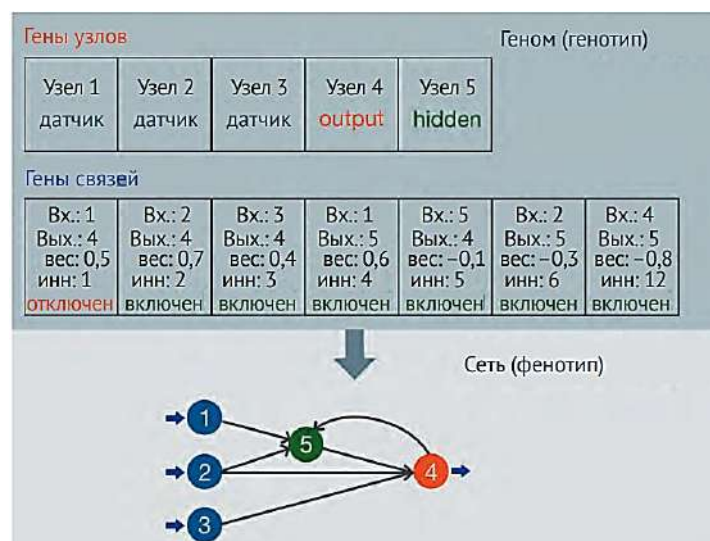 Гены узлов
Геном (генотип)
Узел 1
датчик
Узел 2
датчик
Узел 3
датчик
Узел 4
output
Узел 5
hidden
Гены связей
Вх.: 1
Вых.: 4
вес: 0,5
инн: 1
отключен
Вх.: 2
Вых.: 4
вес: 0,7
инн: 2
включен
Вх.: 3
Вых.: 4
вес: 0,4
инн: 3
включен
Вх.: 1
Вых.: 5
вес: 0,6
инн: 4
включен
Вх.: 5
Вых.: 4
вес: −0,1
инн: 5
включен
Вх.: 2
Вых.: 5
вес: −0,3
инн: 6
включен
Вх.: 4
Вых.: 5
вес: −0,8
инн: 12
включен
Сеть (фенотип)
1
5
2
4
3